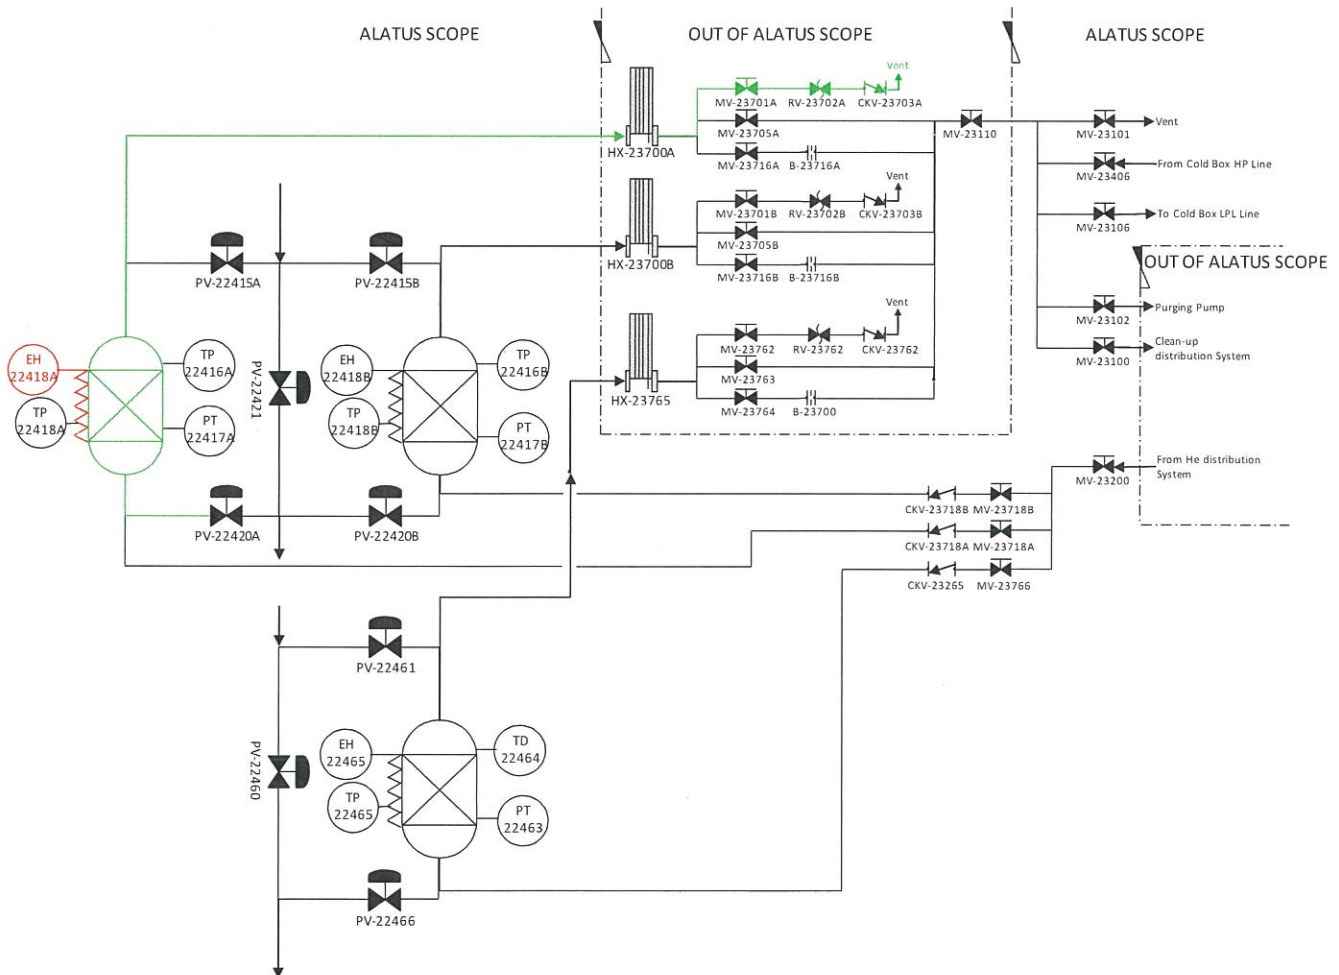 ALATUS SCOPE
OUT OF ALATUS SCOPE
ALATUS SCOPE
Vent
MV-23701A
RV-23702A
CKV-23703A
MV-23705A
MV-23110
MV-23101
Vent
HX-23700A
MV-23716A
B-23716A
MV-23406
From Cold Box HP Line
Vent
MV-23701B
RV-23702B
CKV-23703B
MV-23106
To Cold Box LPL Line
MV-23705B
HX-23700B
MV-23716B
B-23716B
OUT OF ALATUS SCOPE
PV-22415A
PV-22415B
Vent
MV-23102
Purging Pump
MV-23762
RV-23762
CKV-23762
MV-23100
Clean-up
distribution System
MV-23763
HX-23765
MV-23764
B-23700
EH
22418A
TP
22416A
PV-22421
EH
22418B
TP
22416B
TP
22418A
PT
22417A
TP
22418B
PT
22417B
MV-23200
From He distribution
System
CKV-23718B
MV-23718B
PV-22420A
PV-22420B
CKV-23718A
MV-23718A
CKV-23265
MV-23766
PV-22461
EH
22465
TD
22464
PV-22460
TP
22465
PT
22463
PV-22466